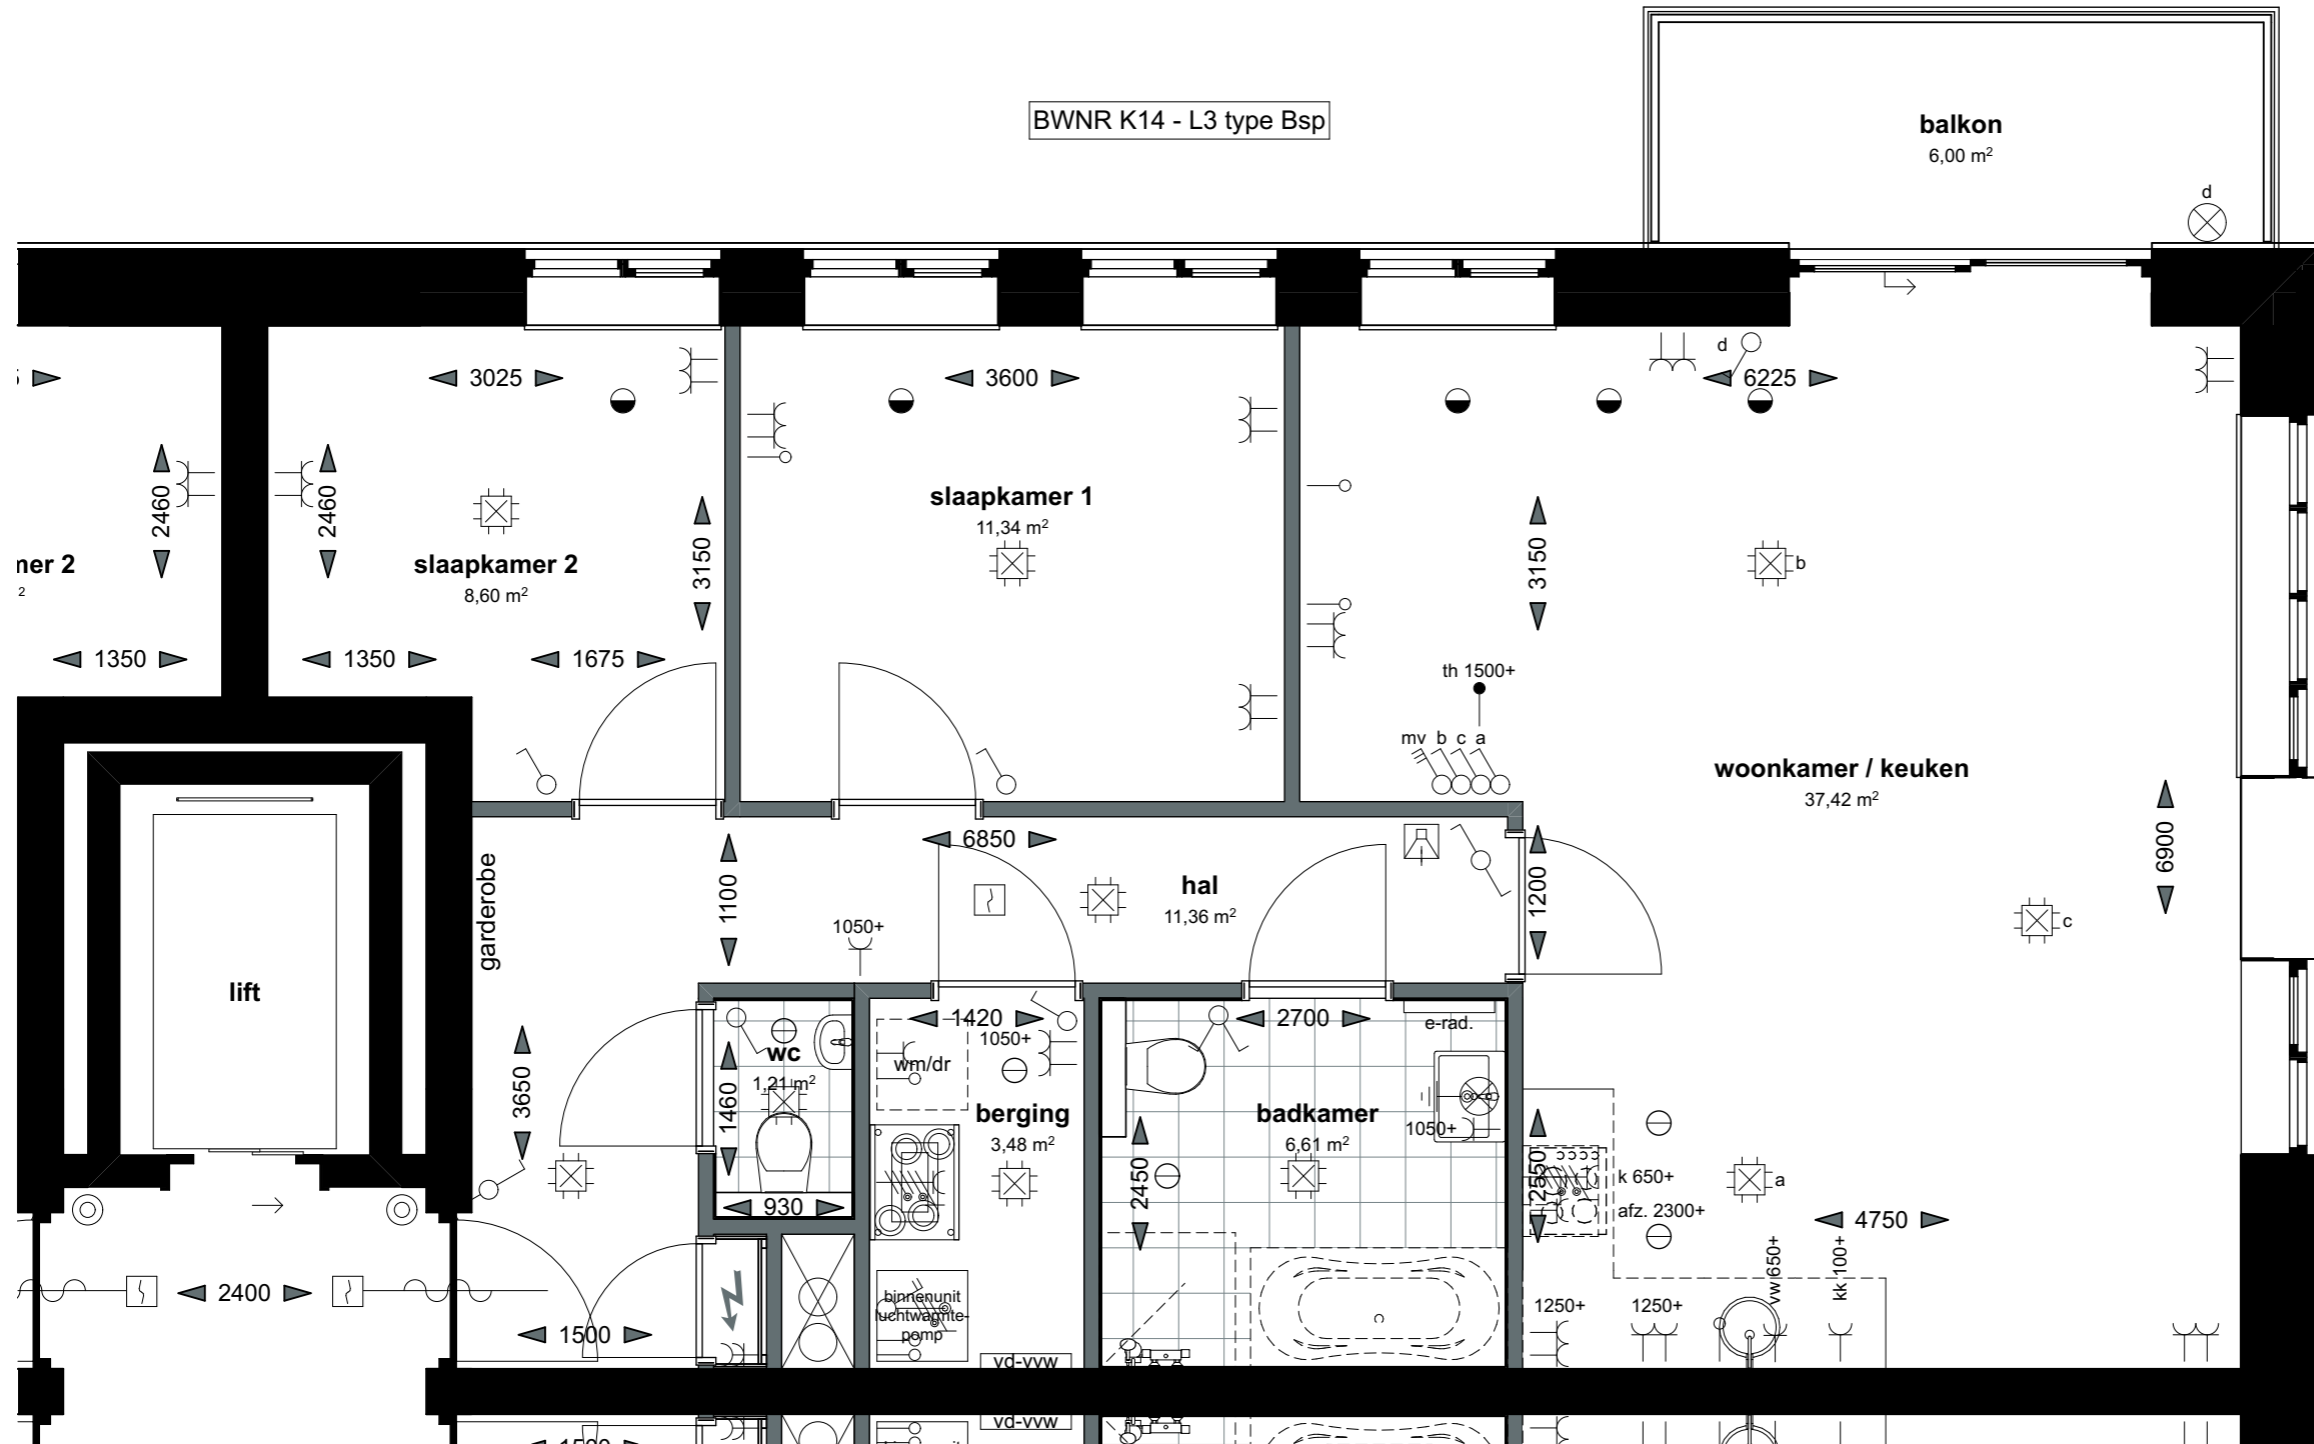 BWNR K14 - L3 type Bsp
balkon
6,00 m²
d
d
3025
3600
6225
2460
2460
3150
3150
slaapkamer 1
11,34 m²
b
mer 2
2
slaapkamer 2
8,60 m²
1350
1350
1675
th 1500+
mv b c a
woonkamer / keuken
37,42 m²
6900
6850
garderobe
1100
hal
11,36 m²
1200
1050+
c
lift
3650
wc
1,21 m²
1460
930
1420
1050+
wm/dr
berging
3,48 m²
2700
e-rad.
badkamer
6,61 m²
1050+
2450
2550
k 650+
afz. 2300+
a
4750
vw 650+
kk 100+
2400
1500
binnenunit
luchtwarmte-
pomp
1250+
1250+
vd-vvw
vd-vvw
1500